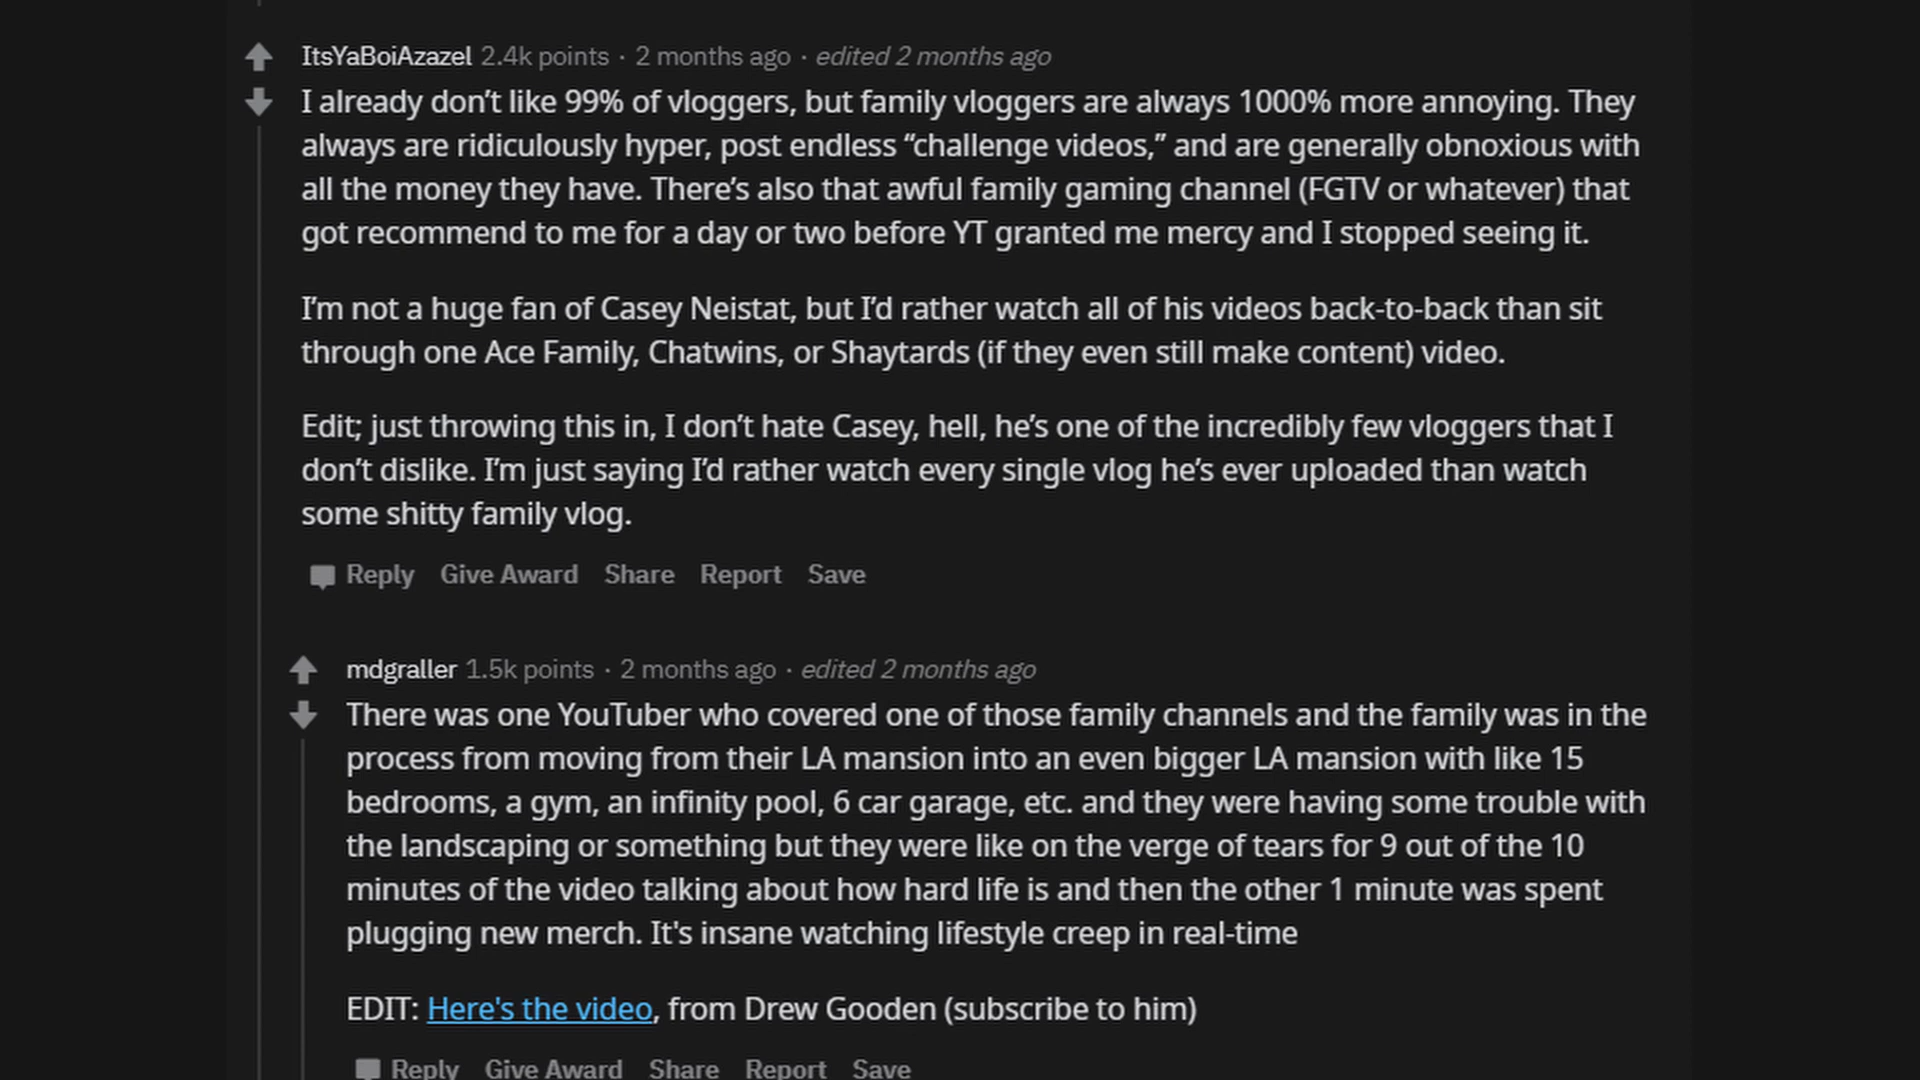 ItsYaBoiAzazel 2.4k points · 2 months ago · edited 2 months ago
I already don’t like 99% of vloggers, but family vloggers are always 1000% more annoying. They
always are ridiculously hyper, post endless “challenge videos,” and are generally obnoxious with
all the money they have. There’s also that awful family gaming channel (FGTV or whatever) that
got recommend to me for a day or two before YT granted me mercy and I stopped seeing it.
I’m not a huge fan of Casey Neistat, but I’d rather watch all of his videos back-to-back than sit
through one Ace Family, Chatwins, or Shaytards (if they even still make content) video.
Edit; just throwing this in, I don’t hate Casey, hell, he’s one of the incredibly few vloggers that I
don’t dislike. I’m just saying I’d rather watch every single vlog he’s ever uploaded than watch
some shitty family vlog.
Reply Give Award Share Report Save
mdgraller 1.5k points · 2 months ago · edited 2 months ago
There was one YouTuber who covered one of those family channels and the family was in the
process from moving from their LA mansion into an even bigger LA mansion with like 15
bedrooms, a gym, an infinity pool, 6 car garage, etc. and they were having some trouble with
the landscaping or something but they were like on the verge of tears for 9 out of the 10
minutes of the video talking about how hard life is and then the other 1 minute was spent
plugging new merch. It's insane watching lifestyle creep in real-time
EDIT: Here's the video, from Drew Gooden (subscribe to him)
Reply Give Award Share Report Save